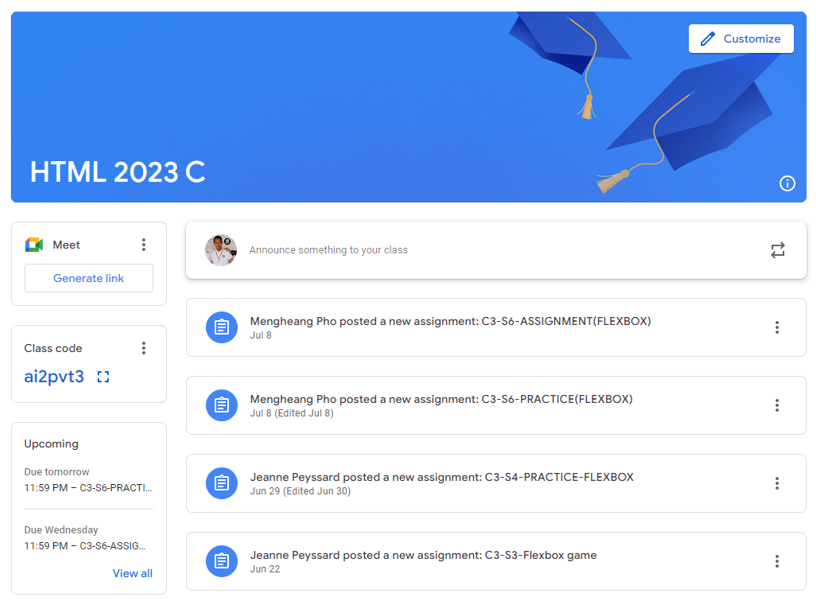 Customize
HTML 2023 C
Meet
Generate link
Class code
ai2pvt3
Upcoming
Due tomorrow
11:59 PM – C3-S6-PRACTI...
Due Wednesday
11:59 PM – C3-S6-ASSIG...
View all
Announce something to your class
Mengheang Pho posted a new assignment: C3-S6-ASSIGNMENT(FLEXBOX)
Jul 8
Mengheang Pho posted a new assignment: C3-S6-PRACTICE(FLEXBOX)
Jul 8 (Edited Jul 8)
Jeanne Peyssard posted a new assignment: C3-S4-PRACTICE-FLEXBOX
Jun 29 (Edited Jun 30)
Jeanne Peyssard posted a new assignment: C3-S3-Flexbox game
Jun 22